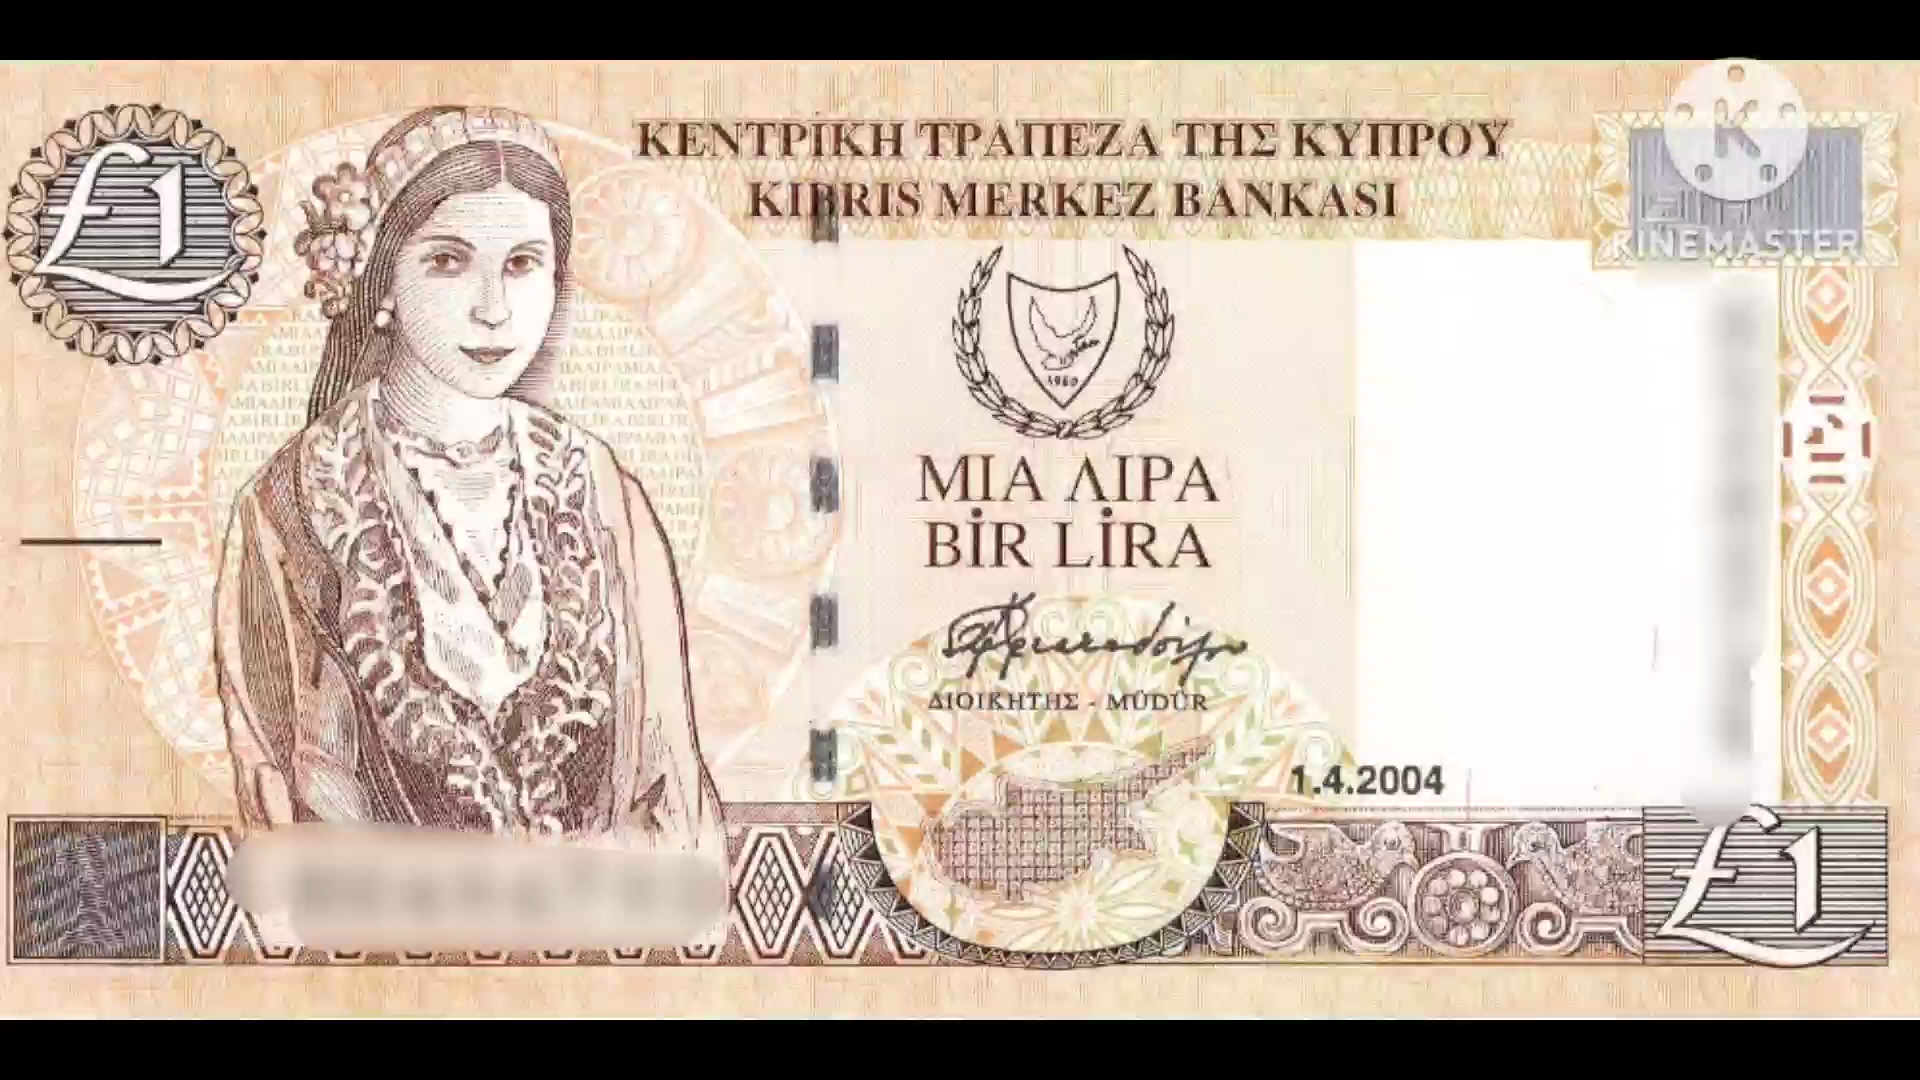 £1
ΚΕΝΤΡΙΚΗ ΤΡΑΠΕΖΑ ΤΗΣ ΚΥΠΡΟΥ
KIBRIS MERKEZ BANKASI
K
KINEMASTER
1960
ΜΙΑ ΛΙΡΑ
BİR LİRA
ΔΙΟΙΚΗΤΗΣ - MÜDÜR
1.4.2004
£1